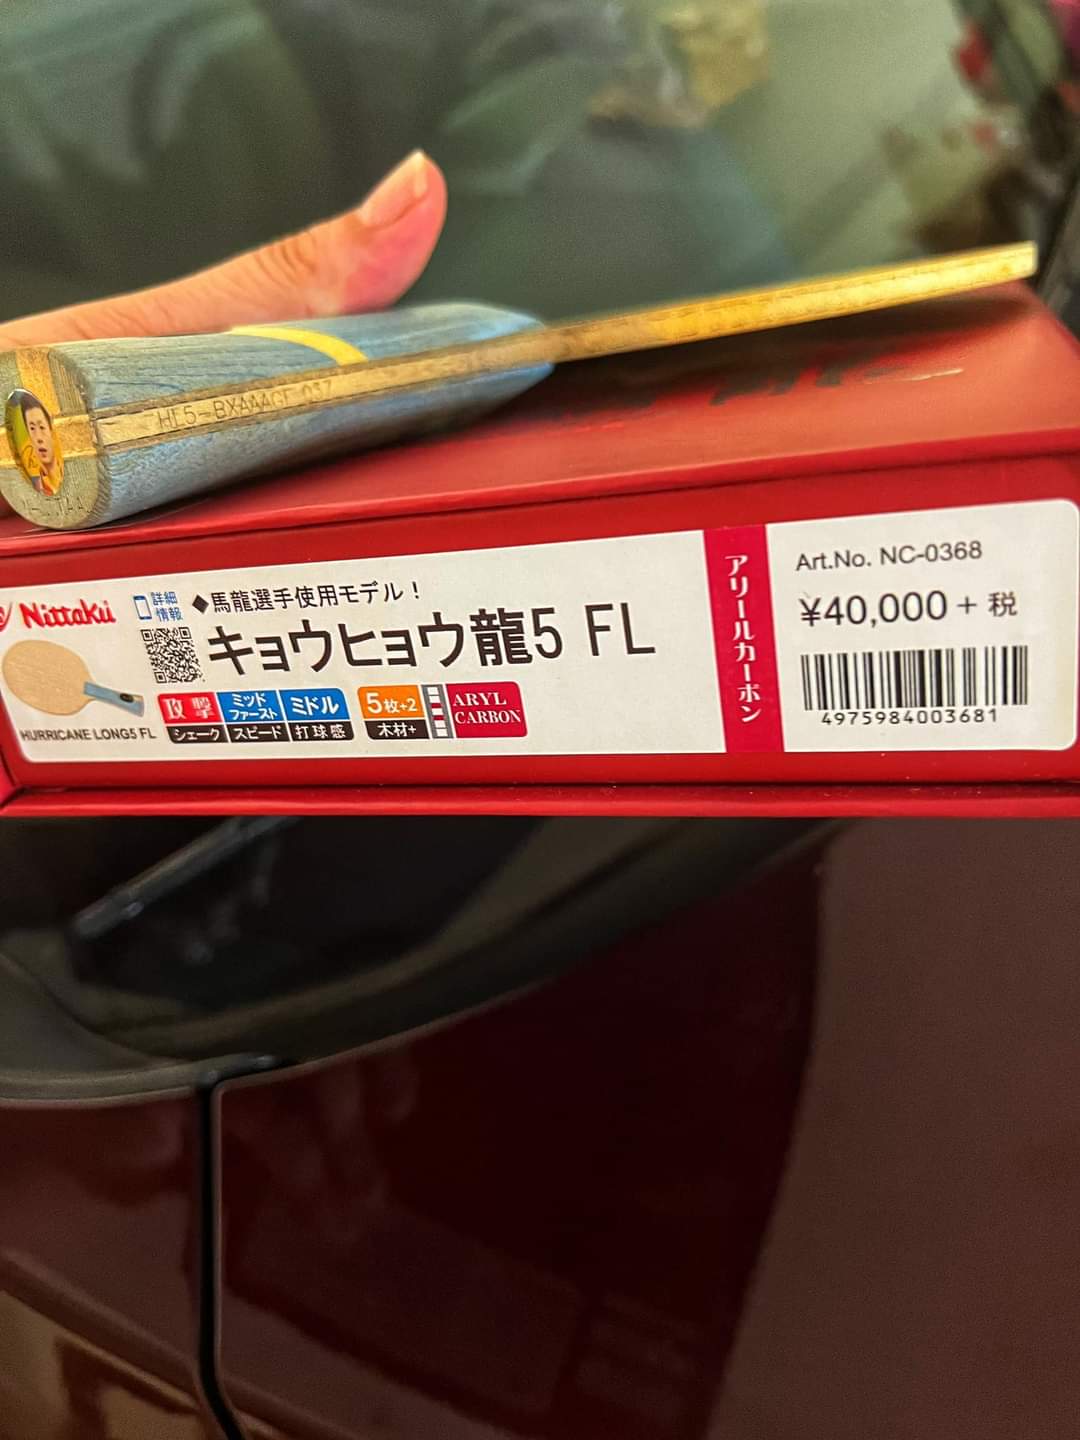 HL5-BXAAAGF 037
Nittaku
詳細
情報
◆馬龍選手使用モデル！
キョウヒョウ龍5 FL
攻撃
シェーク
ミッド
ファースト
スピード
ミドル
打球感
5枚+2
木材+
ARYL
CARBON
HURRICANE LONG5 FL
アリールカーボン
Art.No. NC-0368
¥40,000 + 税
4975984003681